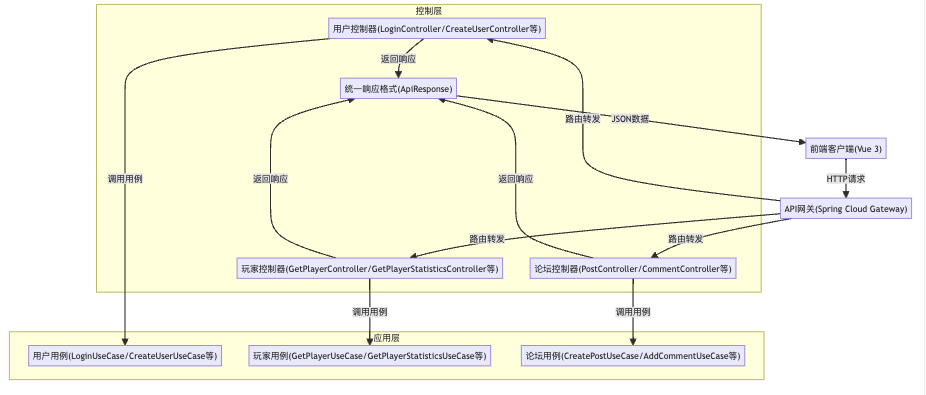 控制层
用户控制器(LoginController/CreateUserController等)
返回响应
统一响应格式(ApiResponse)
路由转发
JSON数据
前端客户端(Vue 3)
调用用例
返回响应
返回响应
HTTP请求
API网关(Spring Cloud Gateway)
路由转发
路由转发
玩家控制器(GetPlayerController/GetPlayerStatisticsController等)
论坛控制器(PostController/CommentController等)
调用用例
调用用例
应用层
用户用例(LoginUseCase/CreateUserUseCase等)
玩家用例(GetPlayerUseCase/GetPlayerStatisticsUseCase等)
论坛用例(CreatePostUseCase/AddCommentUseCase等)